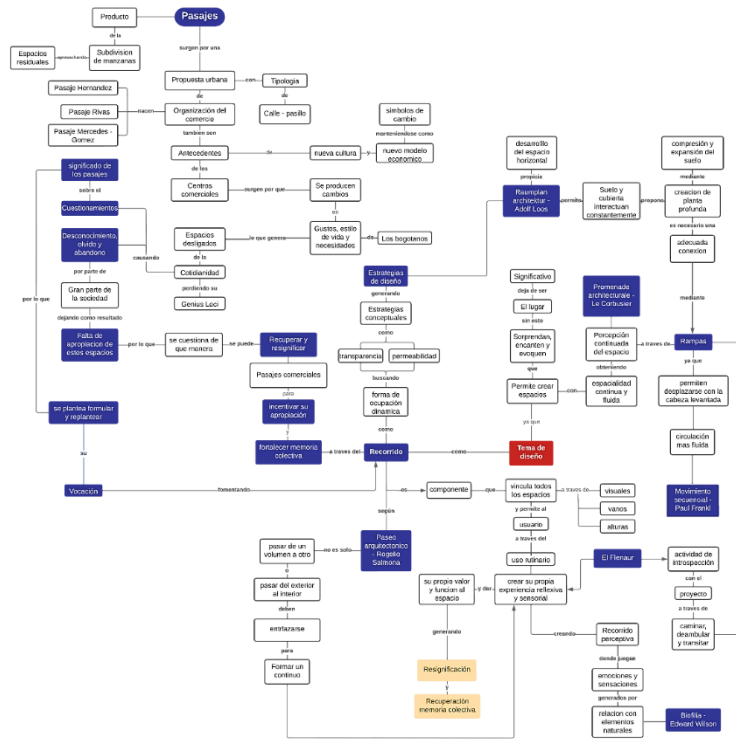 Pasajes
Producto
de la
surgen por una
Espacios
residuales
aprovechando
Subdivision
de manzanas
Propuesta urbana
con
Tipologia
de
de
Calle - pasillo
Pasaje Hernandez
Pasaje Rivas
Pasaje Mercedes -
Gomez
nacen
Organización del
comercio
tambien son
Antecedentes
de
nueva cultura
y
nuevo modelo
economico
manteniendose como
simbolos de
cambio
de los
Centros
comerciales
surgen por que
Se producen
cambios
en
Gustos, estilo
de vida y
necesidades
de
Los bogotanos
lo que genera
Espacios
desligados
de la
Cotidianidad
perdiendo su
Genius Loci
causando
significado de
los pasajes
sobre el
Cuestionamientos
Desconocimiento,
olvido y
abandono
por parte de
Gran parte de
la sociedad
dejando como resultado
Falta de
apropiacion de
estos espacios
por lo que
se cuestiona de
que manera
se puede
Recuperar y
resignificar
Pasajes comerciales
para
incentivar su
apropiación
y
fortalecer memoria
colectiva
a traves del
Recorrido
por lo que
se plantea formular
y replantear
su
Vocación
fomentando
Estrategias
de diseño
generando
Estrategias
conceptuales
como
transparencia
permeabilidad
buscando
forma de
ocupación
dinamica
como
desarrollo
del espacio
horizontal
propicia
Raumplan
architektur -
Adolf Loos
permite
Suelo y
cubierta
interactuan
constantemente
propone
compresión y
expansión del
suelo
mediante
creacion de
planta
profunda
es necesario una
adecuada
conexion
mediante
Rampas
ya que
permiten
desplazarse con la
cabeza levantada
circulación
mas fluida
Movimiento
secuencial -
Paul Frankl
Significativo
deja de ser
El lugar
sin este
Sorprendan,
encanten y
evoquen
que
Permite crear
espacios
con
espacialidad
continua y
fluida
obteniendo
Percepción
continuada
del espacio
a traves de
Promenade
architecturale -
Le Corbusier
ya que
Tema de
diseño
como
es
componente
que
vincula todos
los espacios
a traves de
visuales
vanos
alturas
y permite al
usuario
a traves del
uso rutinario
crear su propia
experiencia reflexiva
y sensorial
y dar
su propio valor
y funcion al
espacio
generando
Resignificación
y
Recuperación
memoria colectiva
según
Paseo
arquitectonico
- Rogelio
Salmona
no es solo
pasar de un
volumen a otro
o
pasar del exterior
al interior
deben
entrlazarse
para
Formar un
continuo
El Flenaur
actividad de
introspección
con el
proyecto
a traves de
caminar,
deambular
y transitar
creando
Recorrido
perceptivo
donde juegan
emociones y
sensaciones
generados por
relacion con
elementos
naturales
Biofilia -
Edward Wilson